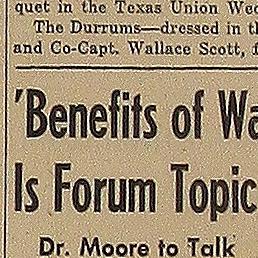 quet in the Texas Union Wed
The Durrums—dressed in th
and Co-Capt. Wallace Scott,
'Benefits of Wa
Is Forum Topic
Dr. Moore to Talk